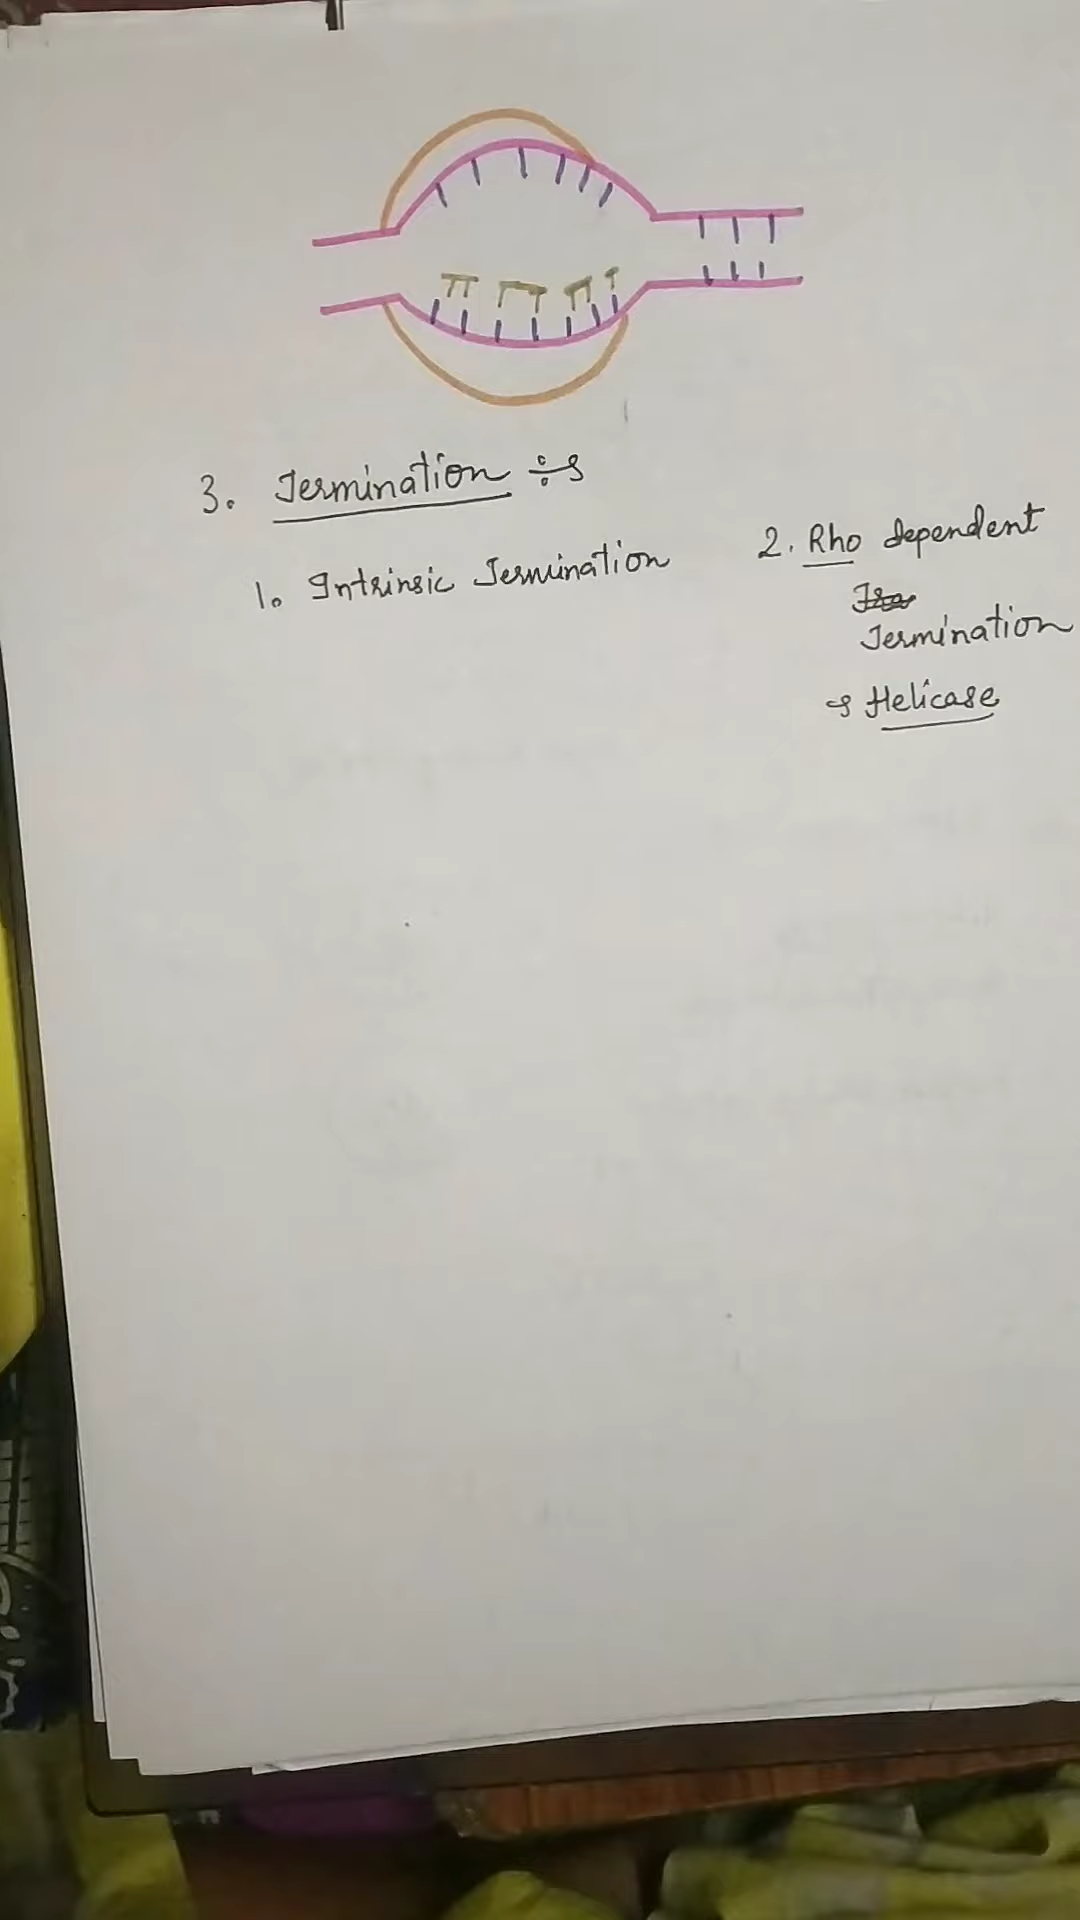 3. Termination :-
1. Intrinsic Termination
2. Rho dependent
Termination
→ Helicase